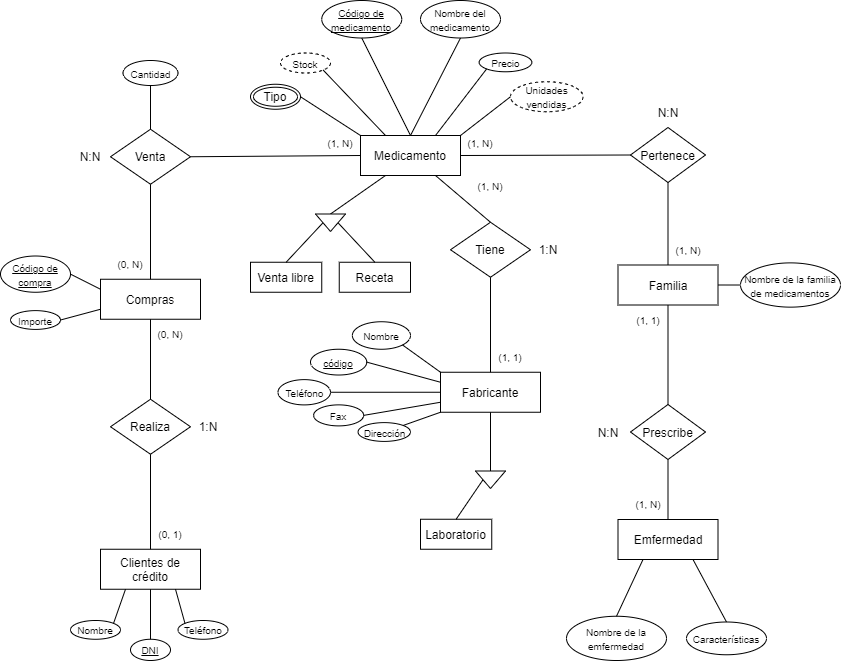 Código de
medicamento
Nombre del
medicamento
Stock
Precio
Cantidad
Tipo
Unidades
vendidas
N:N
N:N
Venta
(1, N)
Medicamento
(1, N)
Pertenece
(1, N)
(0, N)
Tiene
1:N
(1, N)
Código de
compra
Venta libre
Receta
Compras
Familia
Nombre de la familia
de medicamentos
Importe
(0, N)
(1, 1)
Nombre
(1, 1)
código
Teléfono
Fabricante
Fax
Dirección
Realiza
1:N
N:N
Prescribe
(1, N)
(0, 1)
Laboratorio
Emfermedad
Clientes de
crédito
Nombre
DNI
Teléfono
Nombre de la
emfermedad
Características